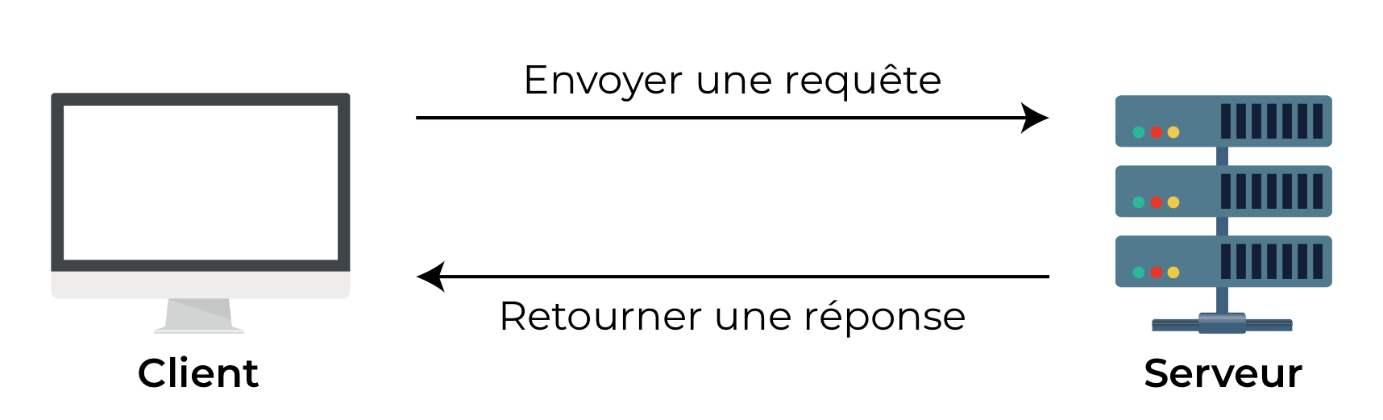 Envoyer une requête
Retourner une réponse
Client
Serveur